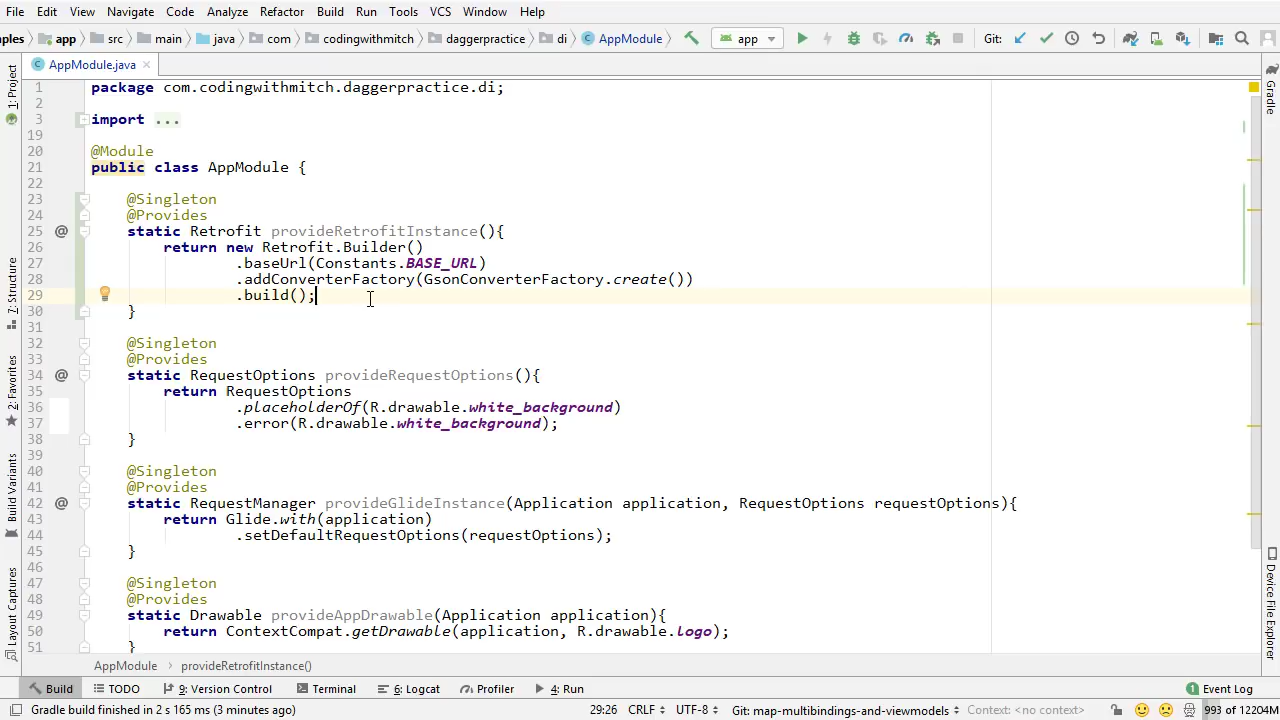 File Edit View Navigate Code Analyze Refactor Build Run Tools VCS Window Help
ples app src main java com codingwithmitch daggerpractice di AppModule app Git:
AppModule.java
1 package com.codingwithmitch.daggerpractice.di;
2
3 import ...
19
20 @Module
21 public class AppModule {
22
23 @Singleton
24 @Provides
25 static Retrofit provideRetrofitInstance(){
26 return new Retrofit.Builder()
27 .baseUrl(Constants.BASE_URL)
28 .addConverterFactory(GsonConverterFactory.create())
29 .build();
30 }
31
32 @Singleton
33 @Provides
34 static RequestOptions provideRequestOptions(){
35 return RequestOptions
36 .placeholderOf(R.drawable.white_background)
37 .error(R.drawable.white_background);
38 }
39
40 @Singleton
41 @Provides
42 static RequestManager provideGlideInstance(Application application, RequestOptions requestOptions){
43 return Glide.with(application)
44 .setDefaultRequestOptions(requestOptions);
45 }
46
47 @Singleton
48 @Provides
49 static Drawable provideAppDrawable(Application application){
50 return ContextCompat.getDrawable(application, R.drawable.logo);
51 }
1: Project
7: Structure
2: Favorites
Build Variants
Layout Captures
Gradle
Device File Explorer
AppModule › provideRetrofitInstance()
Build TODO 9: Version Control Terminal 6: Logcat Profiler 4: Run 1 Event Log
Gradle build finished in 2 s 165 ms (3 minutes ago) 29:26 CRLF UTF-8 Git: map-multibindings-and-viewmodels Context: <no context> 993 of 12204M